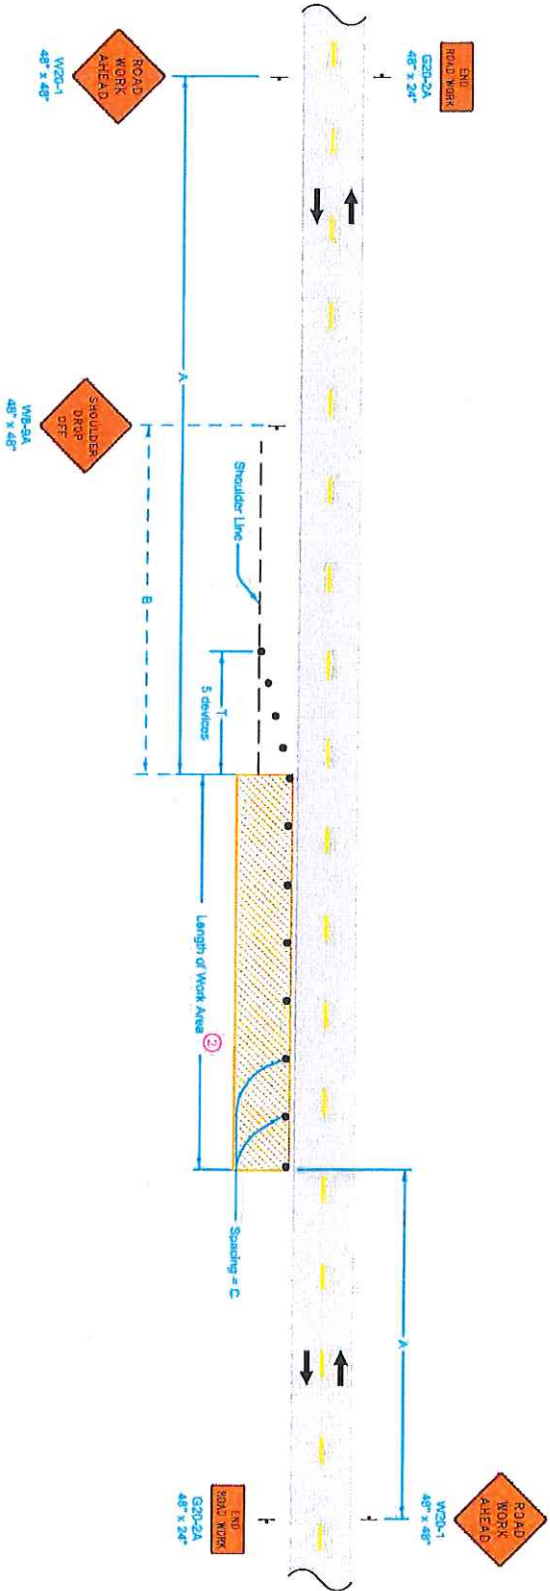 END
ROAD WORK
G20-2A
48" x 24"
ROAD
WORK
AHEAD
W20-1
48" x 48"
A
A
Shoulder Line
B
T
5 devices
Length of Work Area
2
Spacing = C
ROAD
WORK
AHEAD
W20-1
48" x 48"
SHOULDER
DROP
OFF
W8-9A
48" x 48"
END
ROAD WORK
G20-2A
48" x 24"